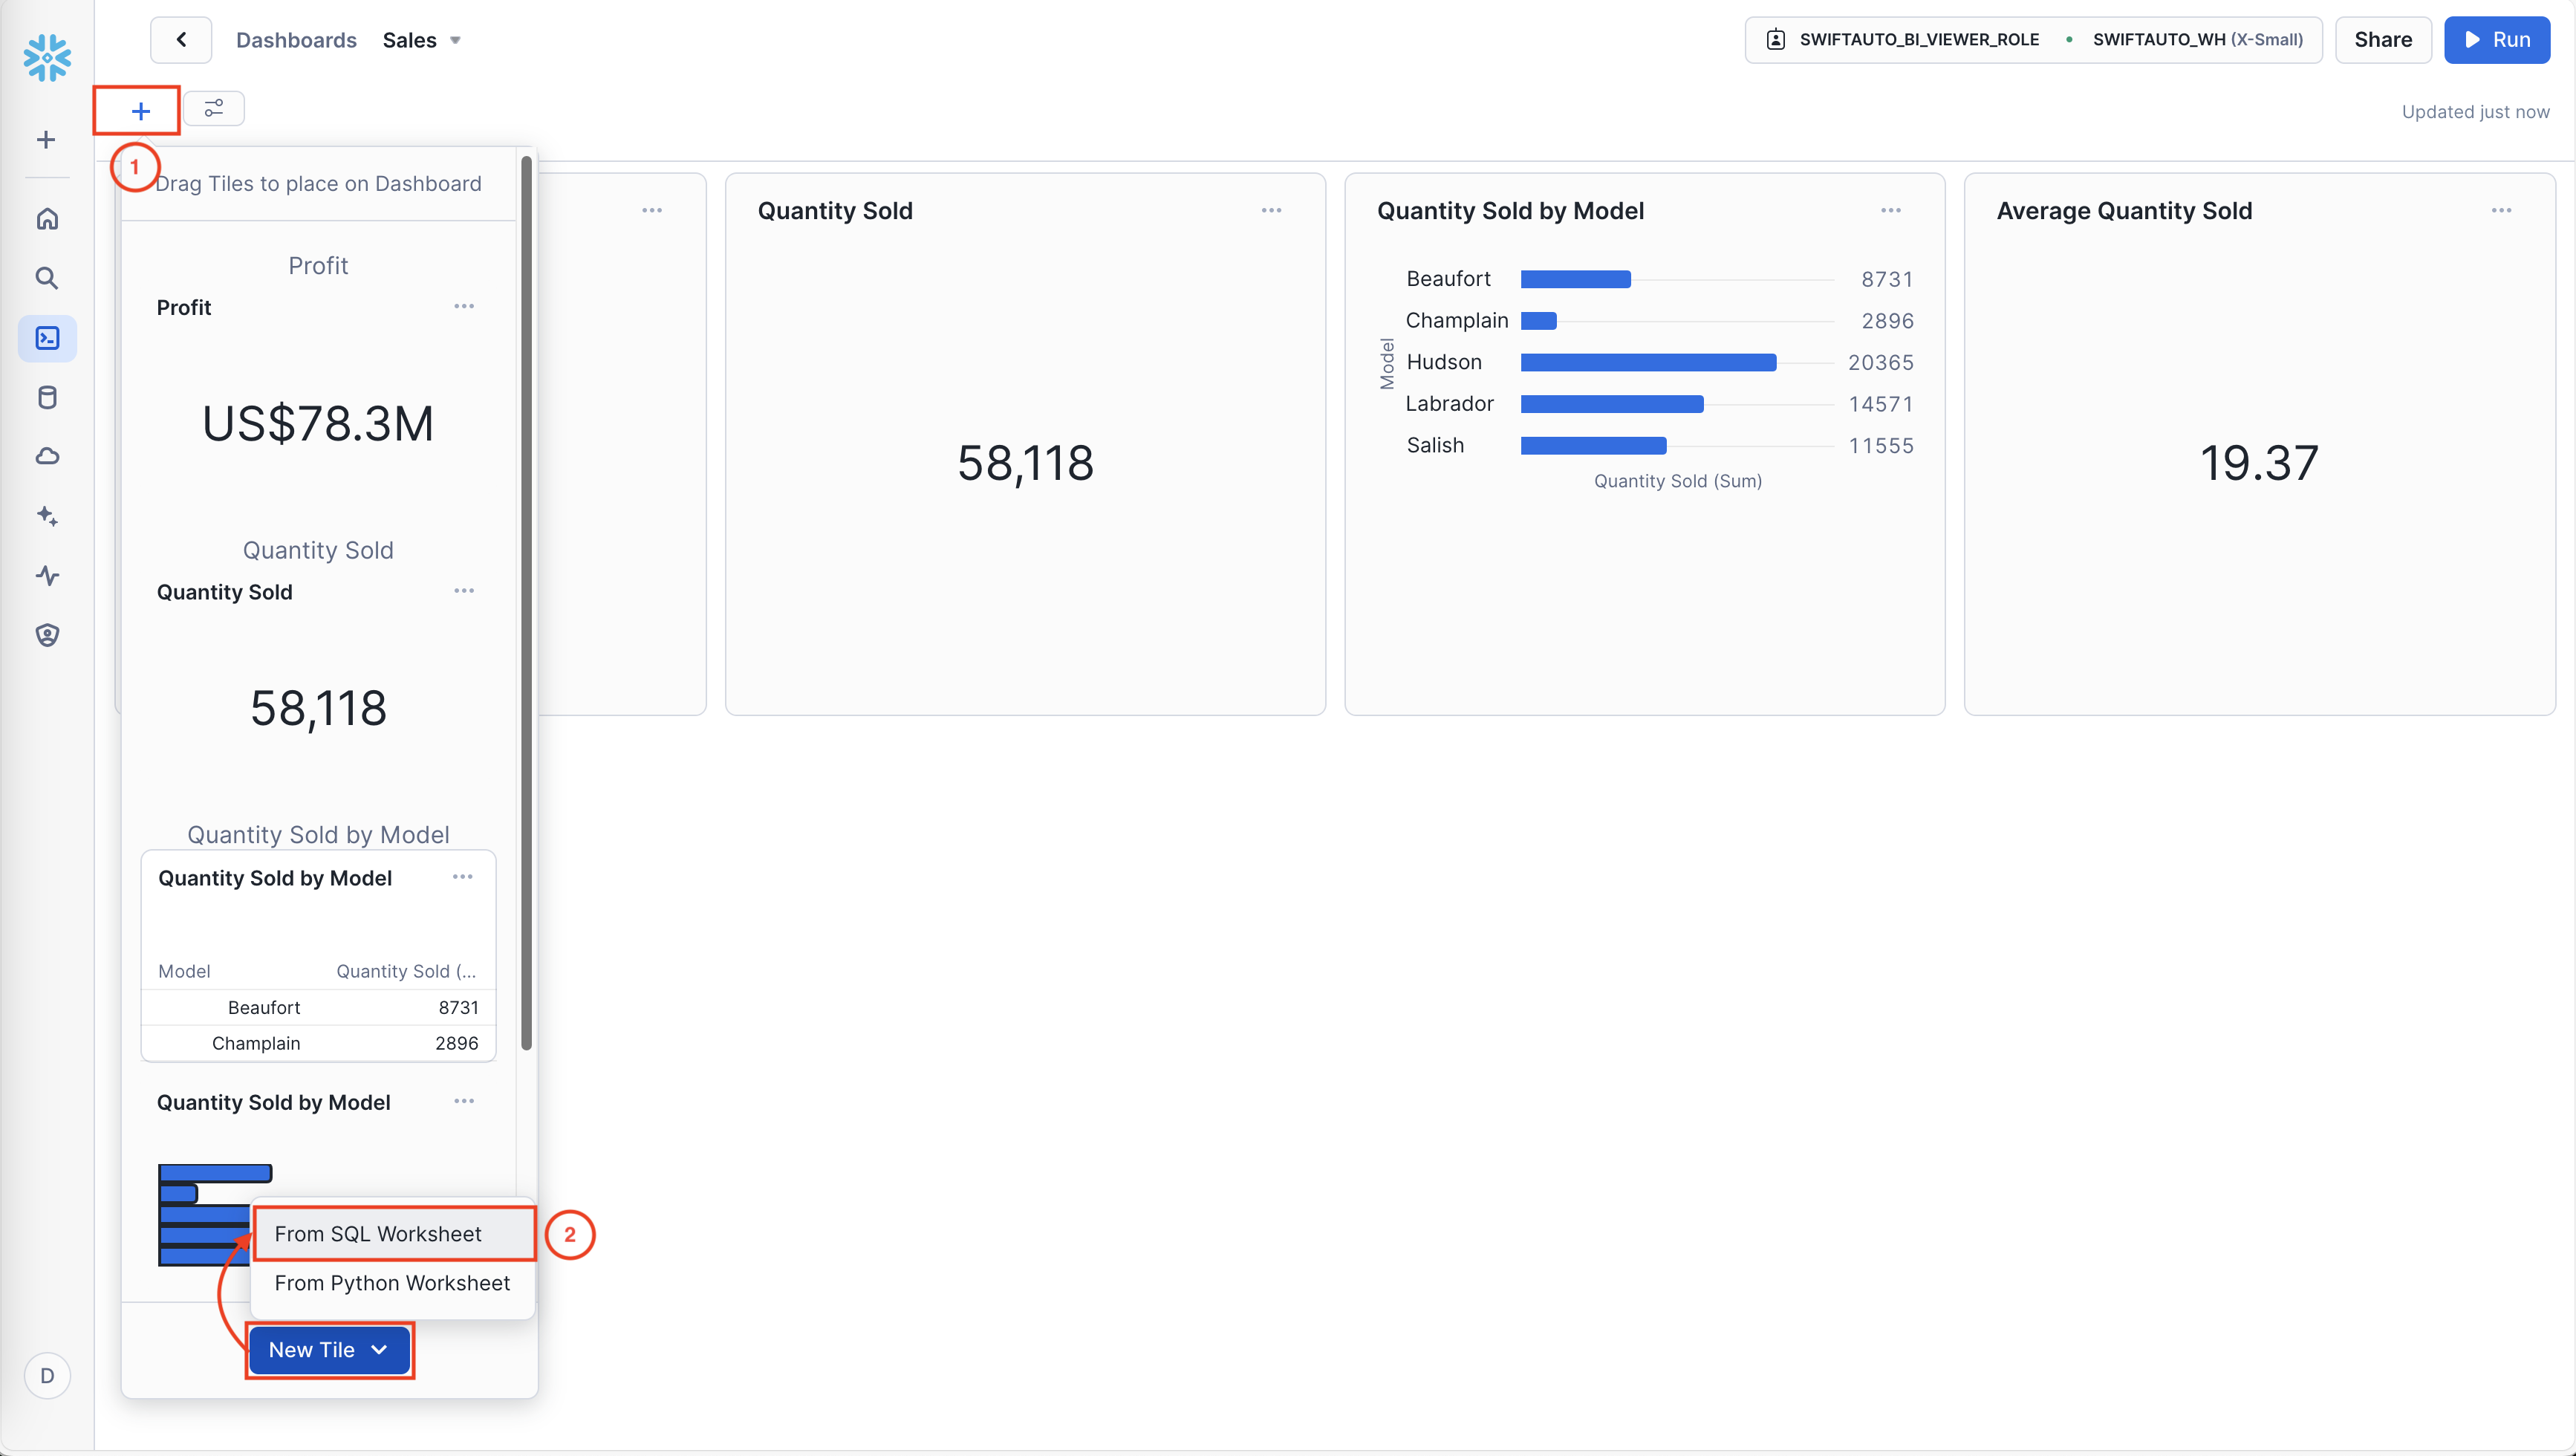 Dashboards Sales
SWIFTAUTO_BI_VIEWER_ROLE • SWIFTAUTO_WH (X-Small)
Share
Run
Updated just now
1
Drag Tiles to place on Dashboard
Profit
Profit
US$78.3M
Quantity Sold
Quantity Sold
58,118
Quantity Sold by Model
Quantity Sold by Model
Model Quantity Sold (...
Beaufort 8731
Champlain 2896
Quantity Sold by Model
From SQL Worksheet
2
From Python Worksheet
New Tile
D
Quantity Sold
58,118
Quantity Sold by Model
Model
Beaufort 8731
Champlain 2896
Hudson 20365
Labrador 14571
Salish 11555
Quantity Sold (Sum)
Average Quantity Sold
19.37